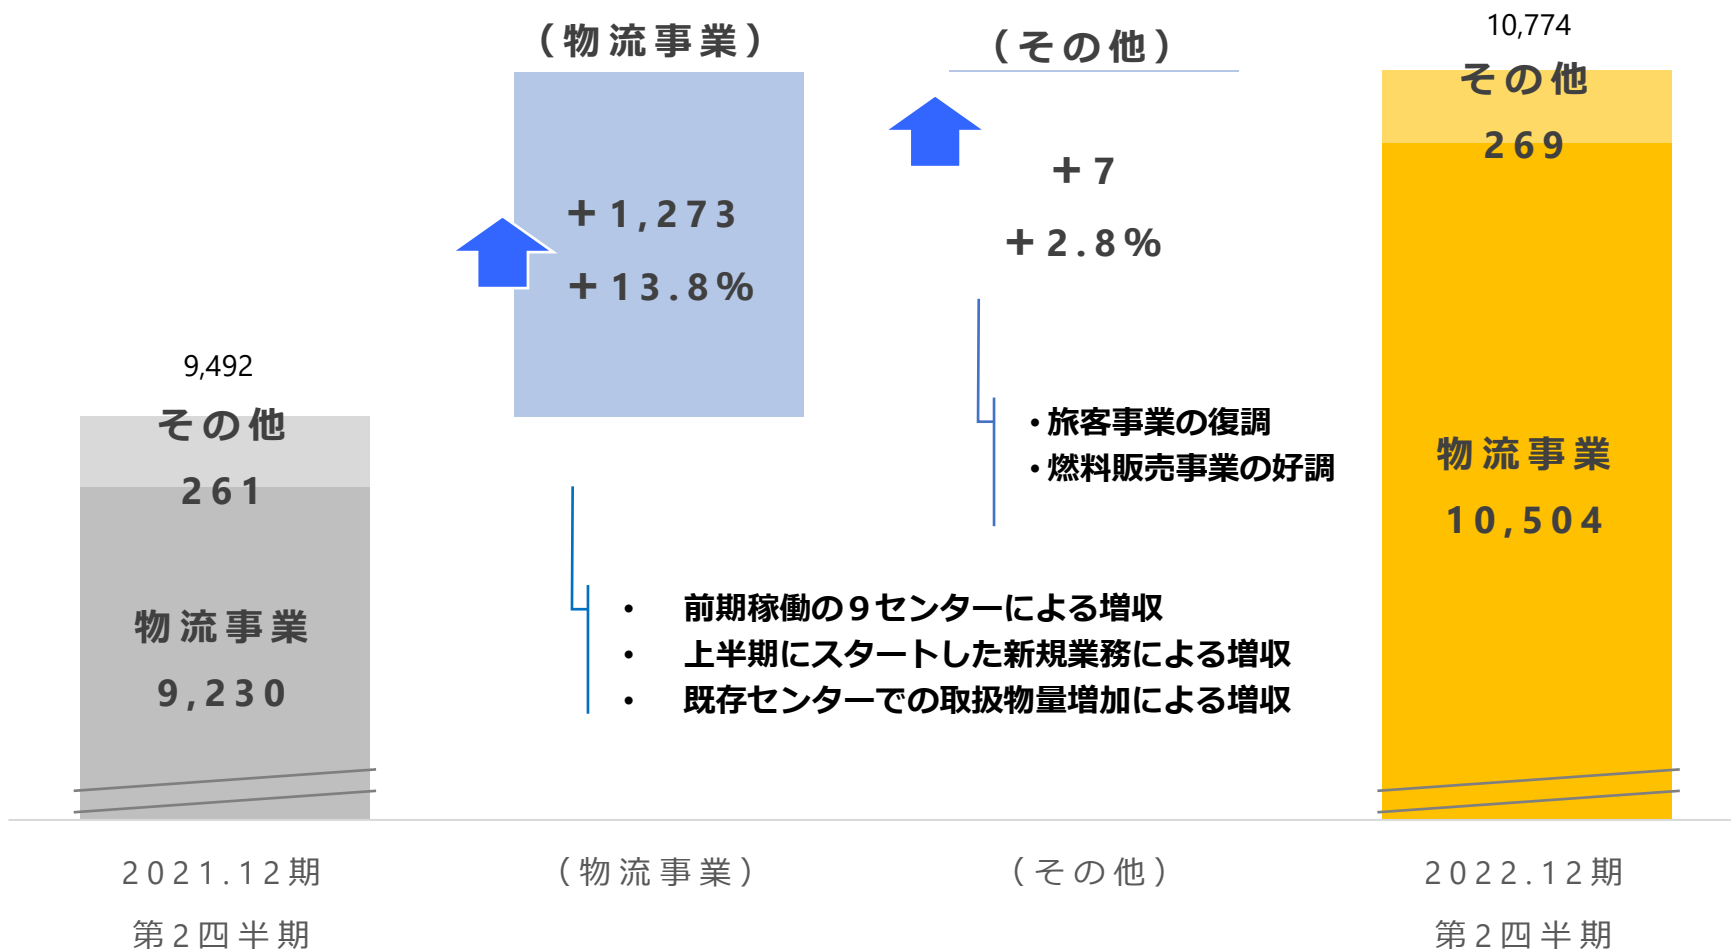 9,492
その他
261
物流事業
9,230
(物流事業)
+1,273
+13.8%
・ 前期稼働の9センターによる増収
・ 上半期にスタートした新規業務による増収
・ 既存センターでの取扱物量増加による増収
(その他)
+7
+2.8%
・旅客事業の復調
・燃料販売事業の好調
10,774
その他
269
物流事業
10,504
2021.12期
第2四半期
(物流事業)
(その他)
2022.12期
第2四半期